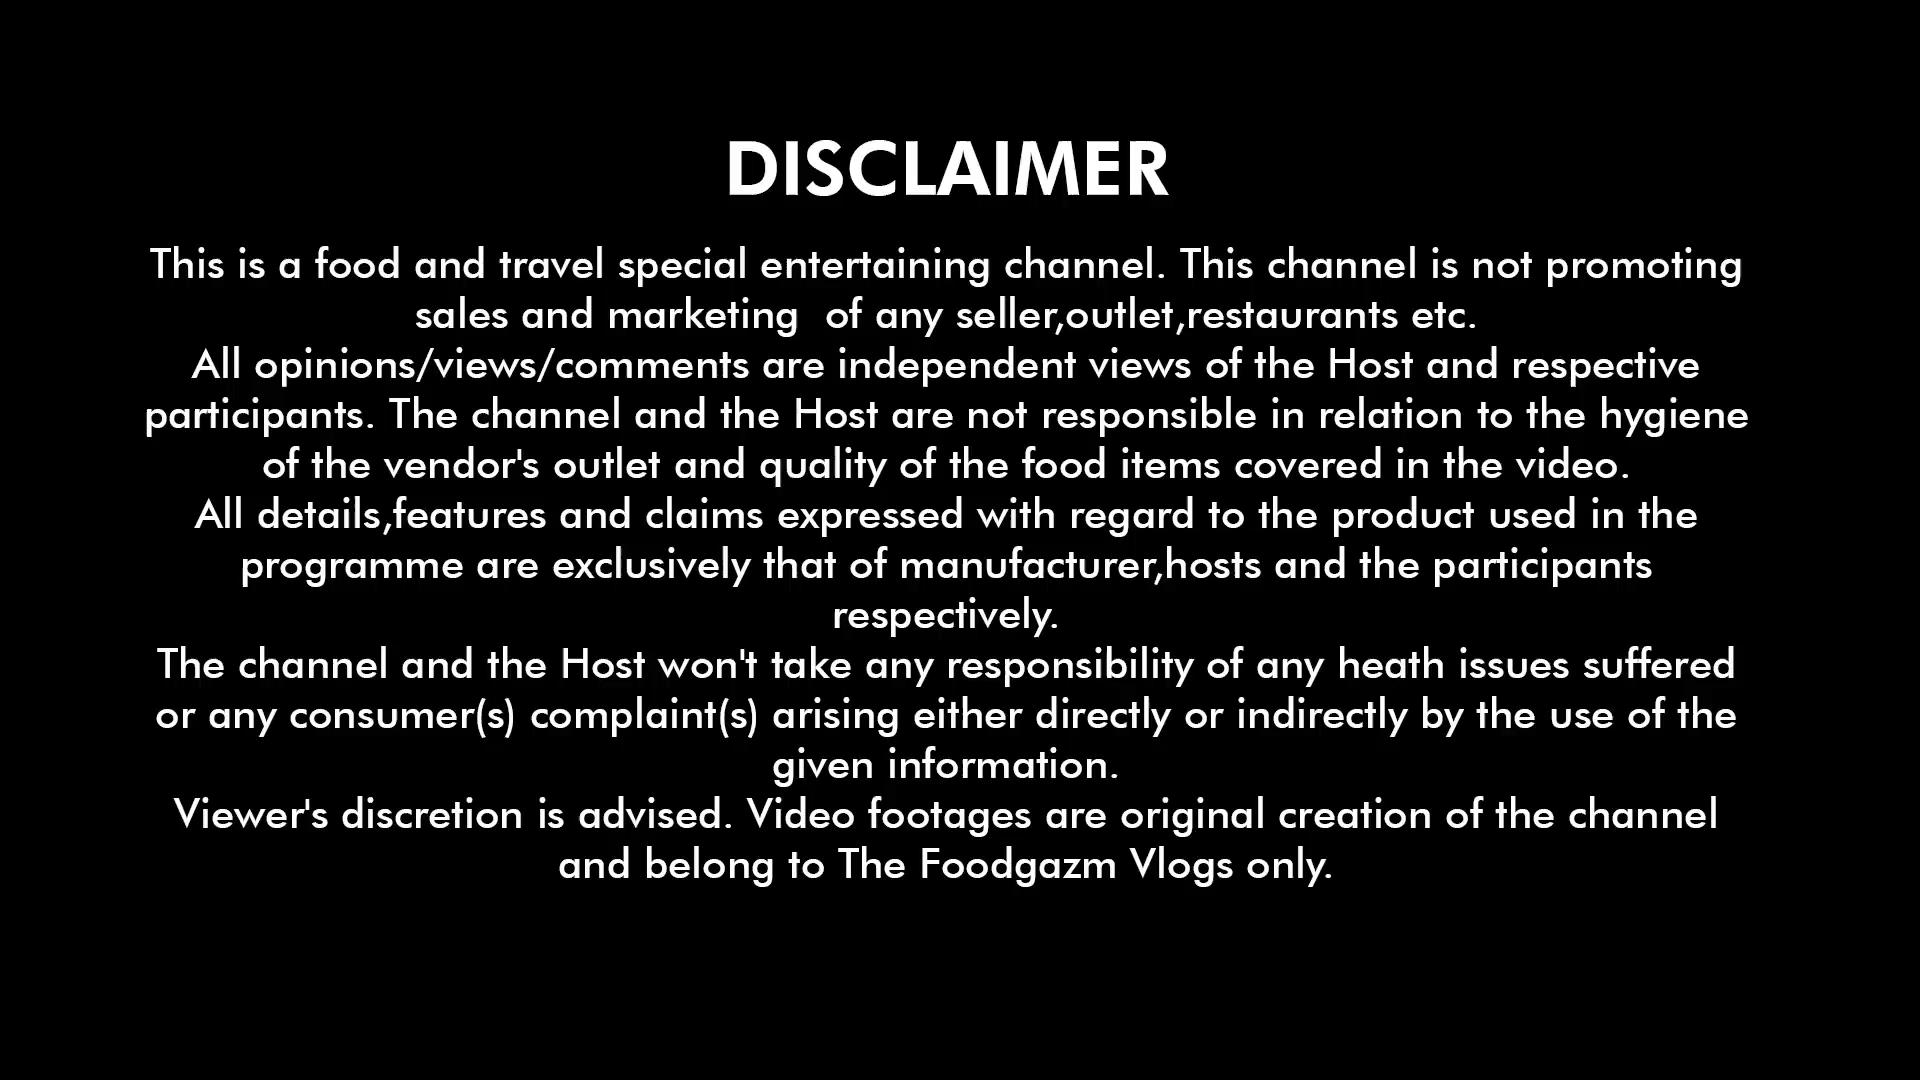 DISCLAIMER
This is a food and travel special entertaining channel. This channel is not promoting
sales and marketing  of any seller,outlet,restaurants etc.
All opinions/views/comments are independent views of the Host and respective
participants. The channel and the Host are not responsible in relation to the hygiene
of the vendor's outlet and quality of the food items covered in the video.
All details,features and claims expressed with regard to the product used in the
programme are exclusively that of manufacturer,hosts and the participants
respectively.
The channel and the Host won't take any responsibility of any heath issues suffered
or any consumer(s) complaint(s) arising either directly or indirectly by the use of the
given information.
Viewer's discretion is advised. Video footages are original creation of the channel
and belong to The Foodgazm Vlogs only.